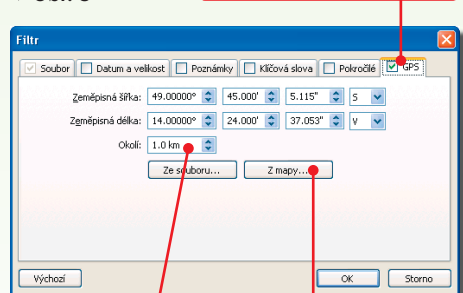 Filtr
Soubor Datum a velikost Poznámky Klíčová slova Pokročilé GPS
Zeměpisná šířka: 49.00000° 45.000' 5.115" S
Zeměpisná délka: 14.00000° 24.000' 37.053" V
Okolí: 1.0 km
Ze souboru... Z mapy...
Výchozí OK Storno